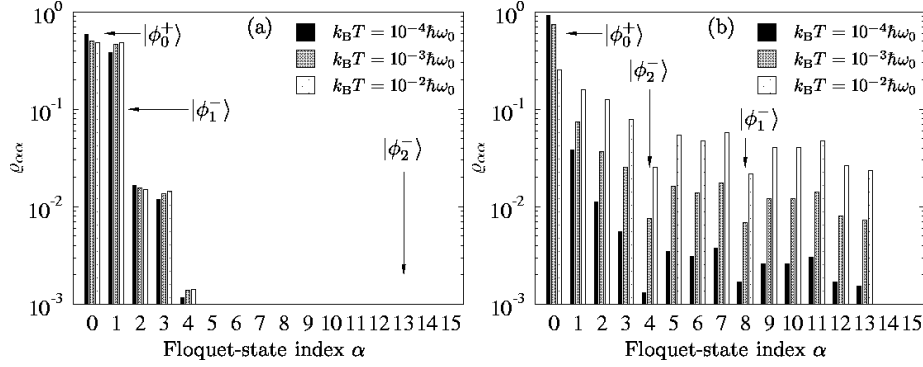 10^0
10^{-1}
10^{-2}
10^{-3}
ϱ_{αα}
(a)
|ϕ_0^+⟩
|ϕ_1^-⟩
|ϕ_2^-⟩
k_B T = 10^{-4} ħω_0
k_B T = 10^{-3} ħω_0
k_B T = 10^{-2} ħω_0
0 1 2 3 4 5 6 7 8 9 10 11 12 13 14 15
Floquet-state index α
10^0
10^{-1}
10^{-2}
10^{-3}
ϱ_{αα}
(b)
|ϕ_0^+⟩
|ϕ_2^-⟩
|ϕ_1^-⟩
k_B T = 10^{-4} ħω_0
k_B T = 10^{-3} ħω_0
k_B T = 10^{-2} ħω_0
0 1 2 3 4 5 6 7 8 9 10 11 12 13 14 15
Floquet-state index α